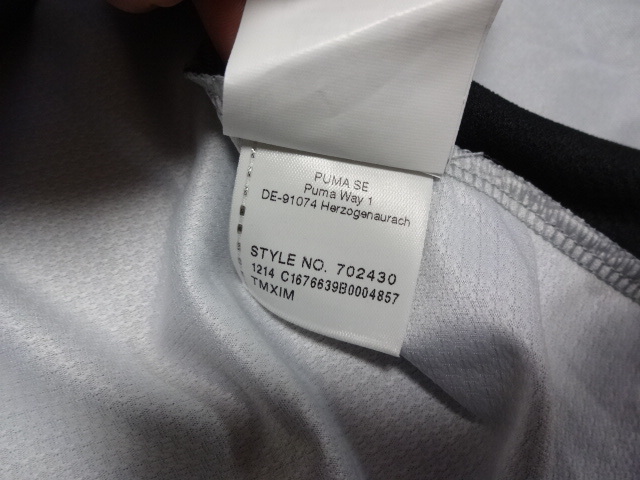 PUMA SE
Puma Way 1
DE-91074 Herzogenaurach
STYLE NO. 702430
1214 C1676639B0004857
TMXIM